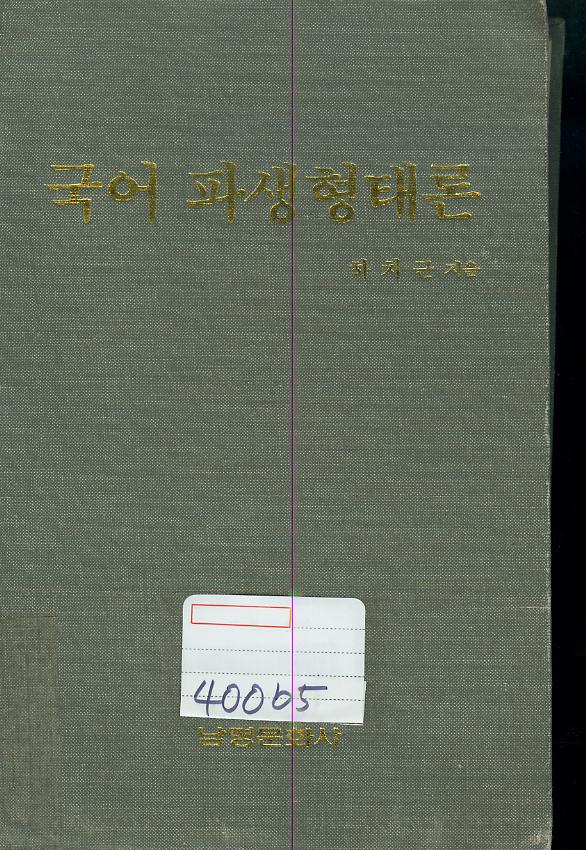 국어 파생형태론
하 치 근 지음
40065
남명문화사